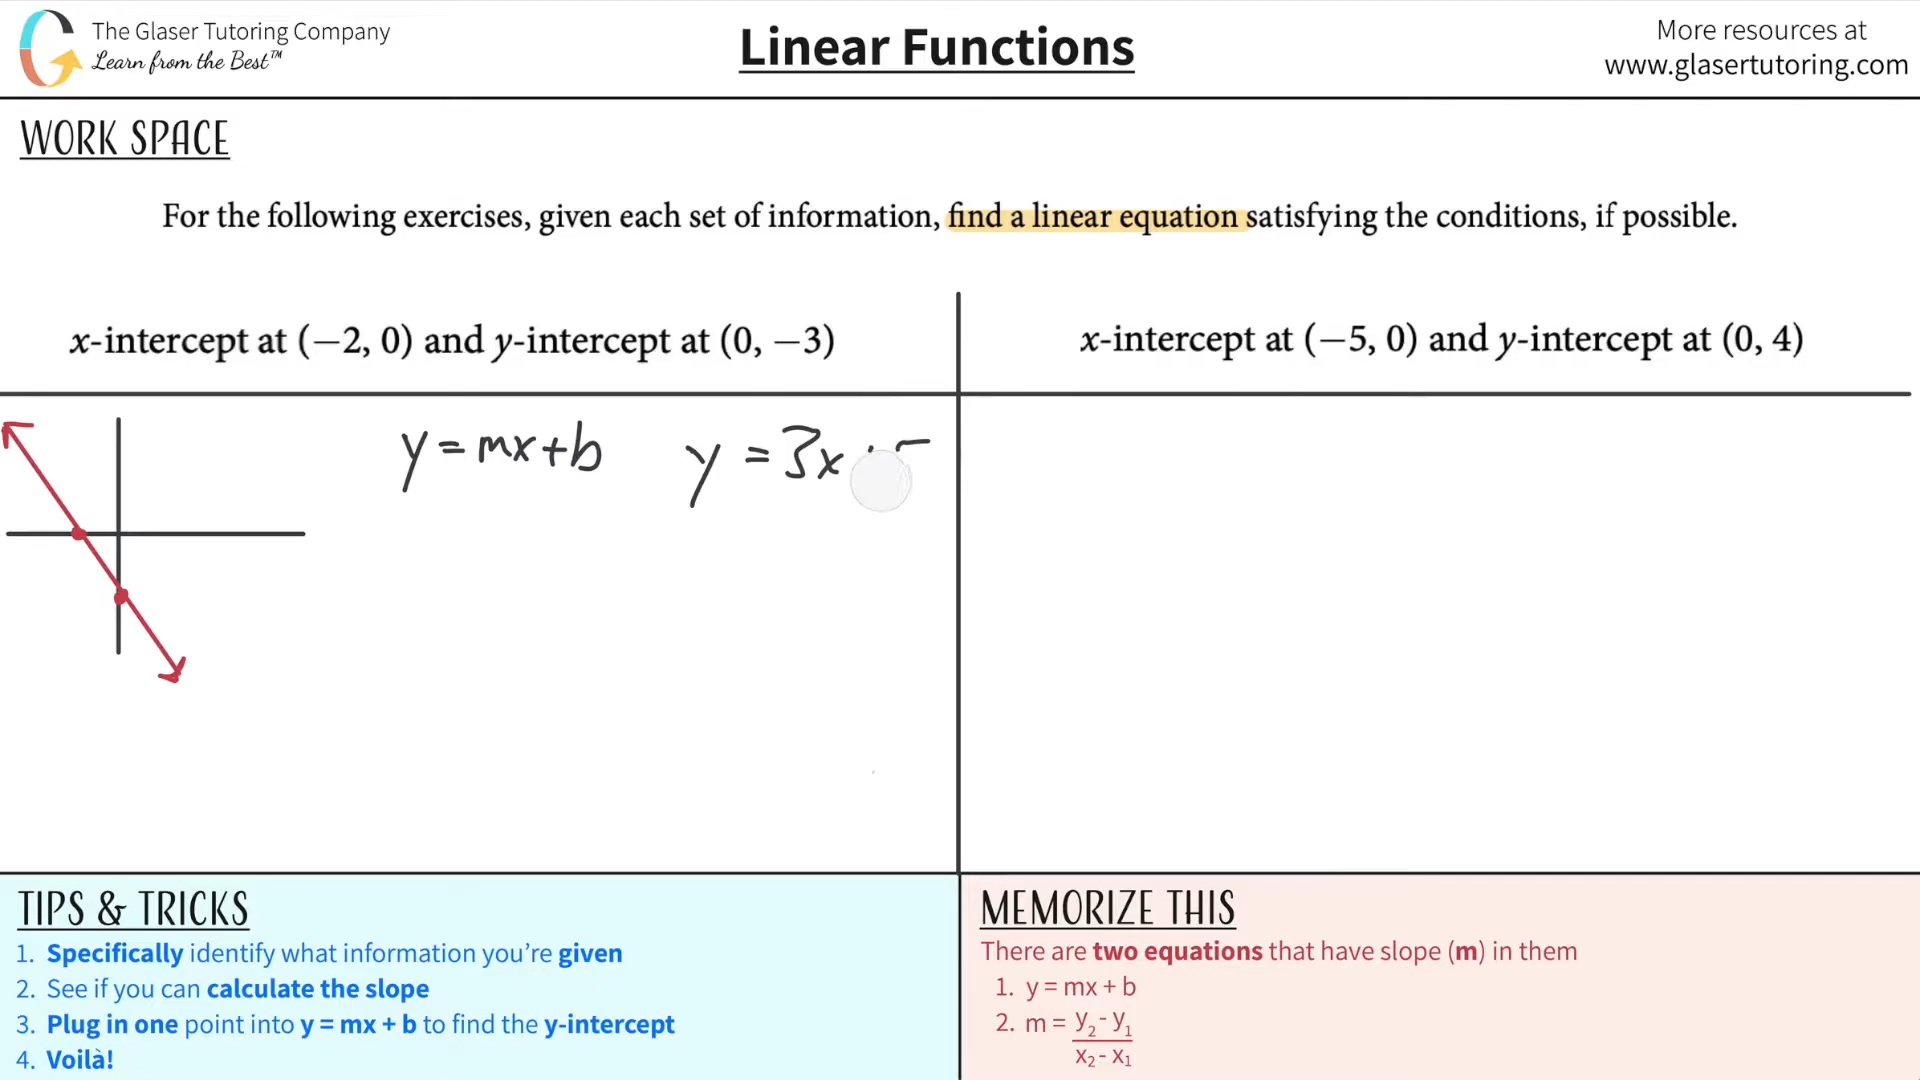 The Glaser Tutoring Company
Learn from the Best™
Linear Functions
More resources at
www.glasertutoring.com
WORK SPACE
For the following exercises, given each set of information, find a linear equation satisfying the conditions, if possible.
x-intercept at (−2, 0) and y-intercept at (0, −3)
x-intercept at (−5, 0) and y-intercept at (0, 4)
y = mx + b
y = 3x
TIPS & TRICKS
1. Specifically identify what information you’re given
2. See if you can calculate the slope
3. Plug in one point into y = mx + b to find the y-intercept
4. Voilà!
MEMORIZE THIS
There are two equations that have slope (m) in them
1. y = mx + b
2. m = y₂ - y₁
x₂ - x₁